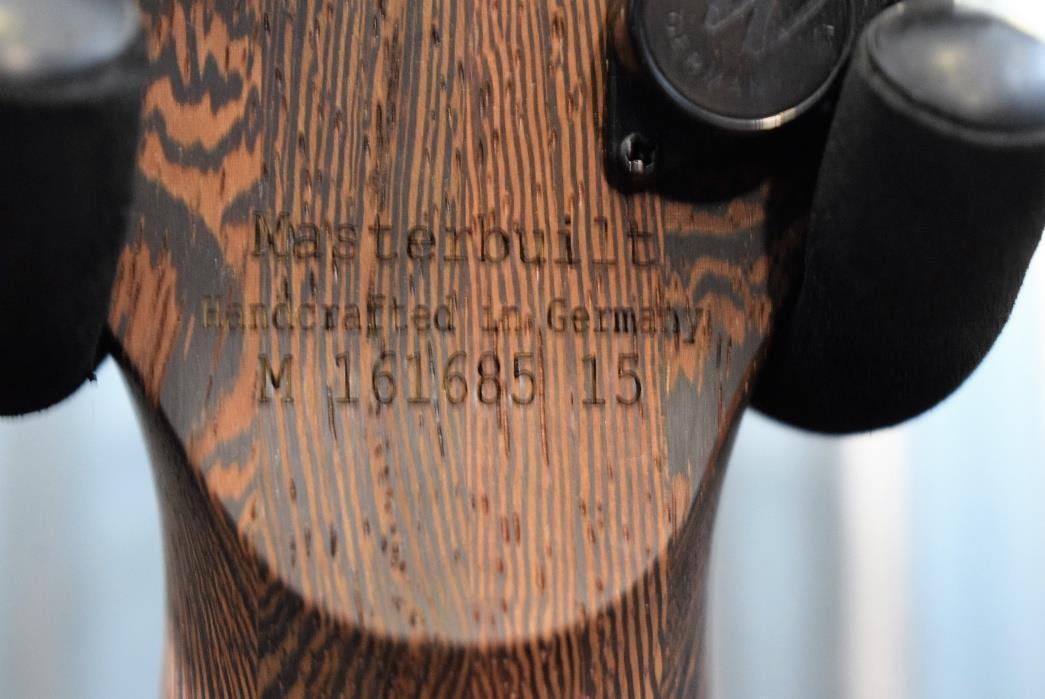 Masterbuilt
Handcrafted in Germany
M 161685 15